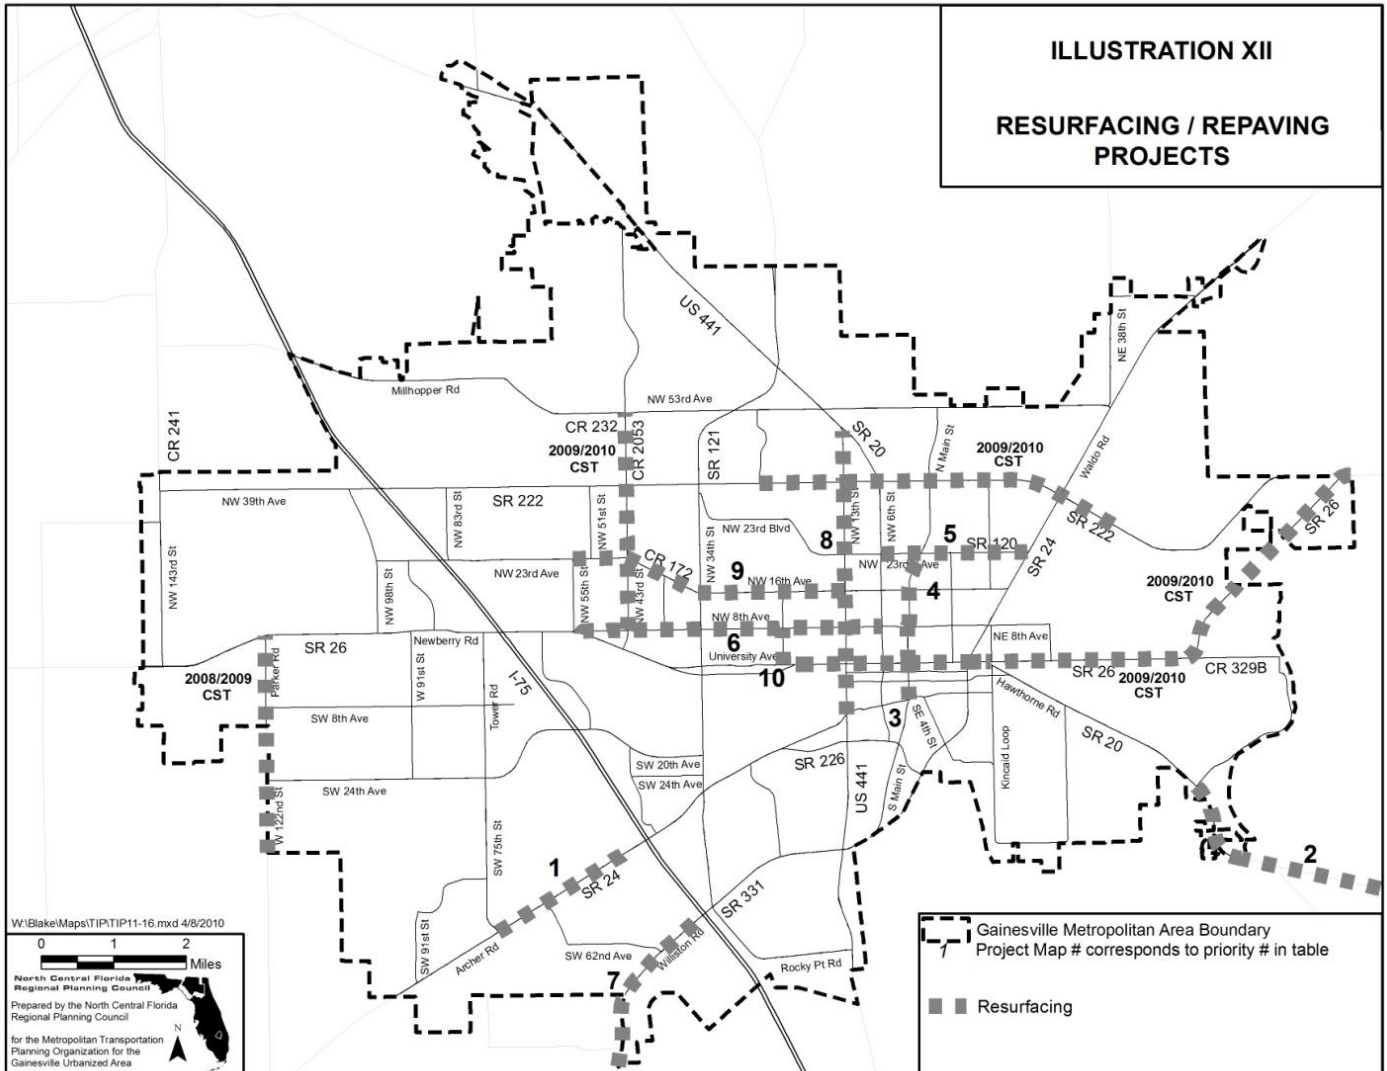 ILLUSTRATION XII
RESURFACING / REPAVING
PROJECTS
US 441
NE 38th St
Millhopper Rd
NW 53rd Ave
CR 241
CR 232
2009/2010
CST
CR 2053
SR 121
SR 20
N Main St
2009/2010
CST
Waldo Rd
NW 39th Ave
NW 83rd St
SR 222
NW 51st St
NW 34th St
NW 23rd Blvd
8
NW 13th St
NW 6th St
5
SR 120
SR 222
SR 24
SR 26
NW 143rd St
NW 98th St
NW 23rd Ave
NW 55th St
NW 43rd St
CR 172
9
NW 16th Ave
NW 23rd Ave
4
2009/2010
CST
NW 8th Ave
6
NE 8th Ave
SR 26
Newberry Rd
University Ave
10
SR 26
2009/2010
CST
CR 329B
2008/2009
CST
Parker Rd
W 91st St
Tower Rd
I-75
Hawthorne Rd
SW 8th Ave
3
SE 4th St
SR 20
SW 20th Ave
SW 24th Ave
SR 226
US 441
S Main St
Kincaid Loop
SW 24th Ave
W 122nd St
SW 75th St
1
SR 24
2
SR 331
SW 91st St
Archer Rd
SW 62nd Ave
Williston Rd
Rocky Pt Rd
7
W:\Blake\Maps\TIP\TIP11-16.mxd 4/8/2010
0 1 2
Miles
North Central Florida
Regional Planning Council
Prepared by the North Central Florida
Regional Planning Council
N
for the Metropolitan Transportation
Planning Organization for the
Gainesville Urbanized Area
Gainesville Metropolitan Area Boundary
1 Project Map # corresponds to priority # in table
Resurfacing